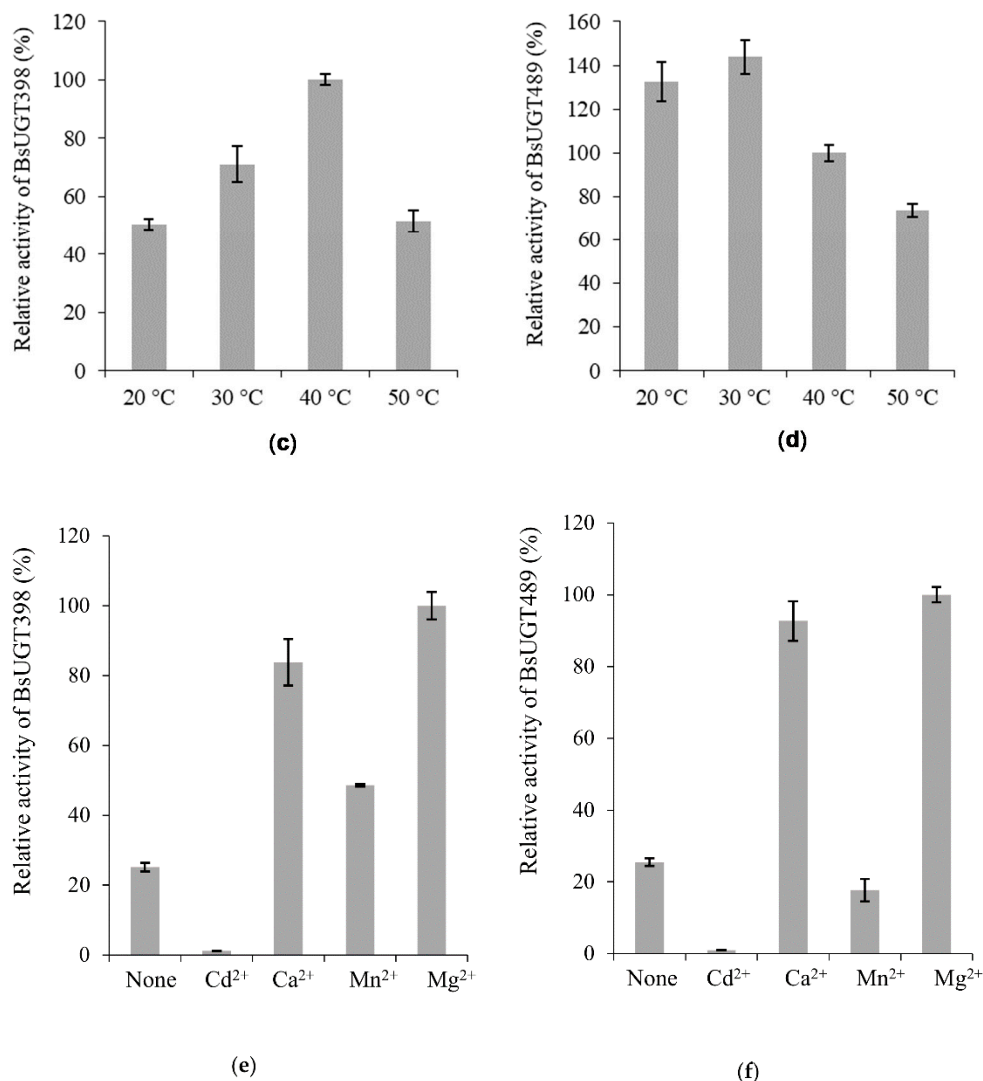 Relative activity of BsUGT398 (%)
120
100
80
60
40
20
0
20 °C 30 °C 40 °C 50 °C
(c)
Relative activity of BsUGT489 (%)
160
140
120
100
80
60
40
20
0
20 °C 30 °C 40 °C 50 °C
(d)
Relative activity of BsUGT398 (%)
120
100
80
60
40
20
0
None Cd²⁺ Ca²⁺ Mn²⁺ Mg²⁺
(e)
Relative activity of BsUGT489 (%)
120
100
80
60
40
20
0
None Cd²⁺ Ca²⁺ Mn²⁺ Mg²⁺
(f)